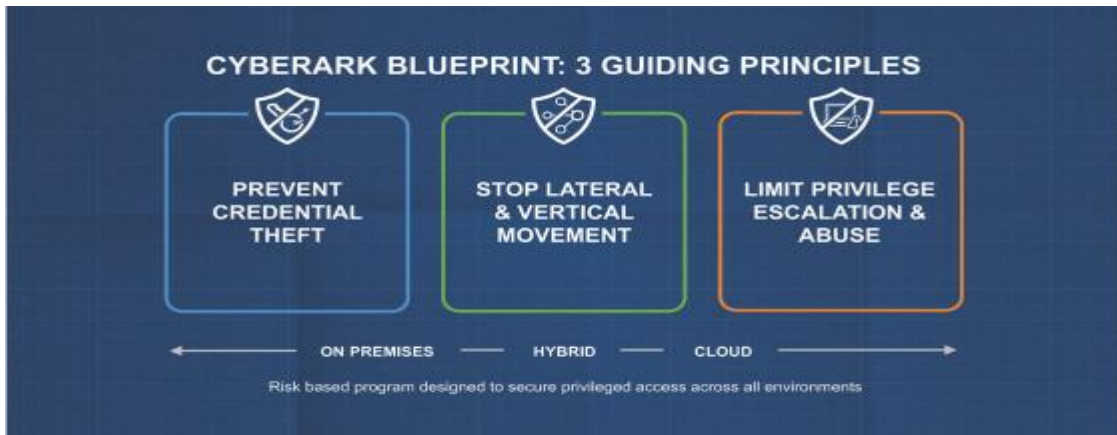 CYBERARK BLUEPRINT: 3 GUIDING PRINCIPLES
PREVENT
CREDENTIAL
THEFT
STOP LATERAL
& VERTICAL
MOVEMENT
LIMIT PRIVILEGE
ESCALATION &
ABUSE
ON PREMISES
HYBRID
CLOUD
Risk based program designed to secure privileged access across all environments